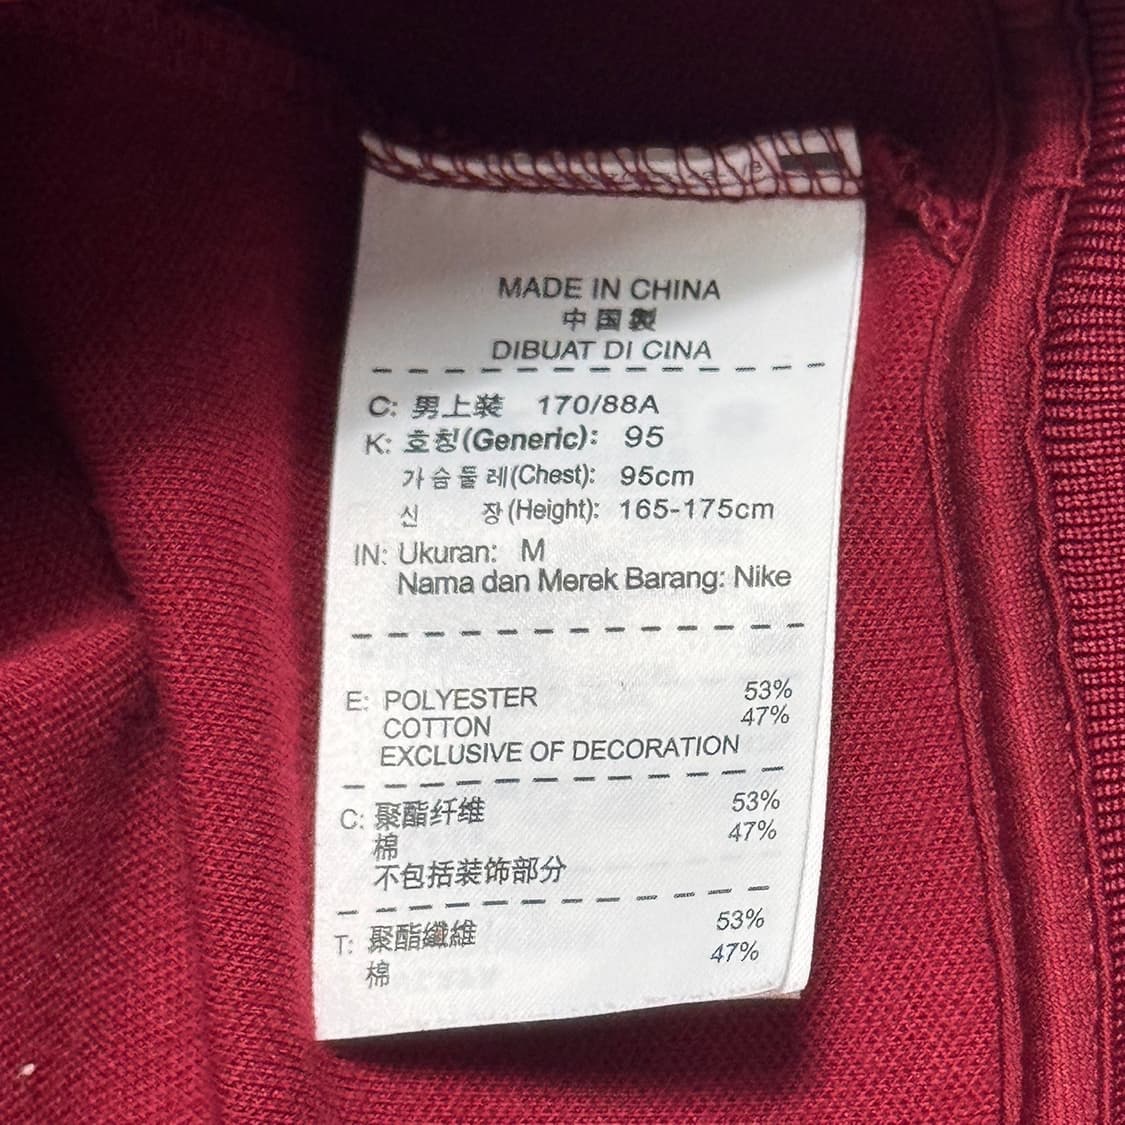 MADE IN CHINA
中国製
DIBUAT DI CINA
C: 男上装 170/88A
K: 호칭(Generic): 95
가슴둘레(Chest): 95cm
신 장(Height): 165-175cm
IN: Ukuran: M
Nama dan Merek Barang: Nike
E: POLYESTER 53%
COTTON 47%
EXCLUSIVE OF DECORATION
C: 聚酯纤维 53%
棉 47%
不包括装饰部分
T: 聚酯纖維 53%
棉 47%